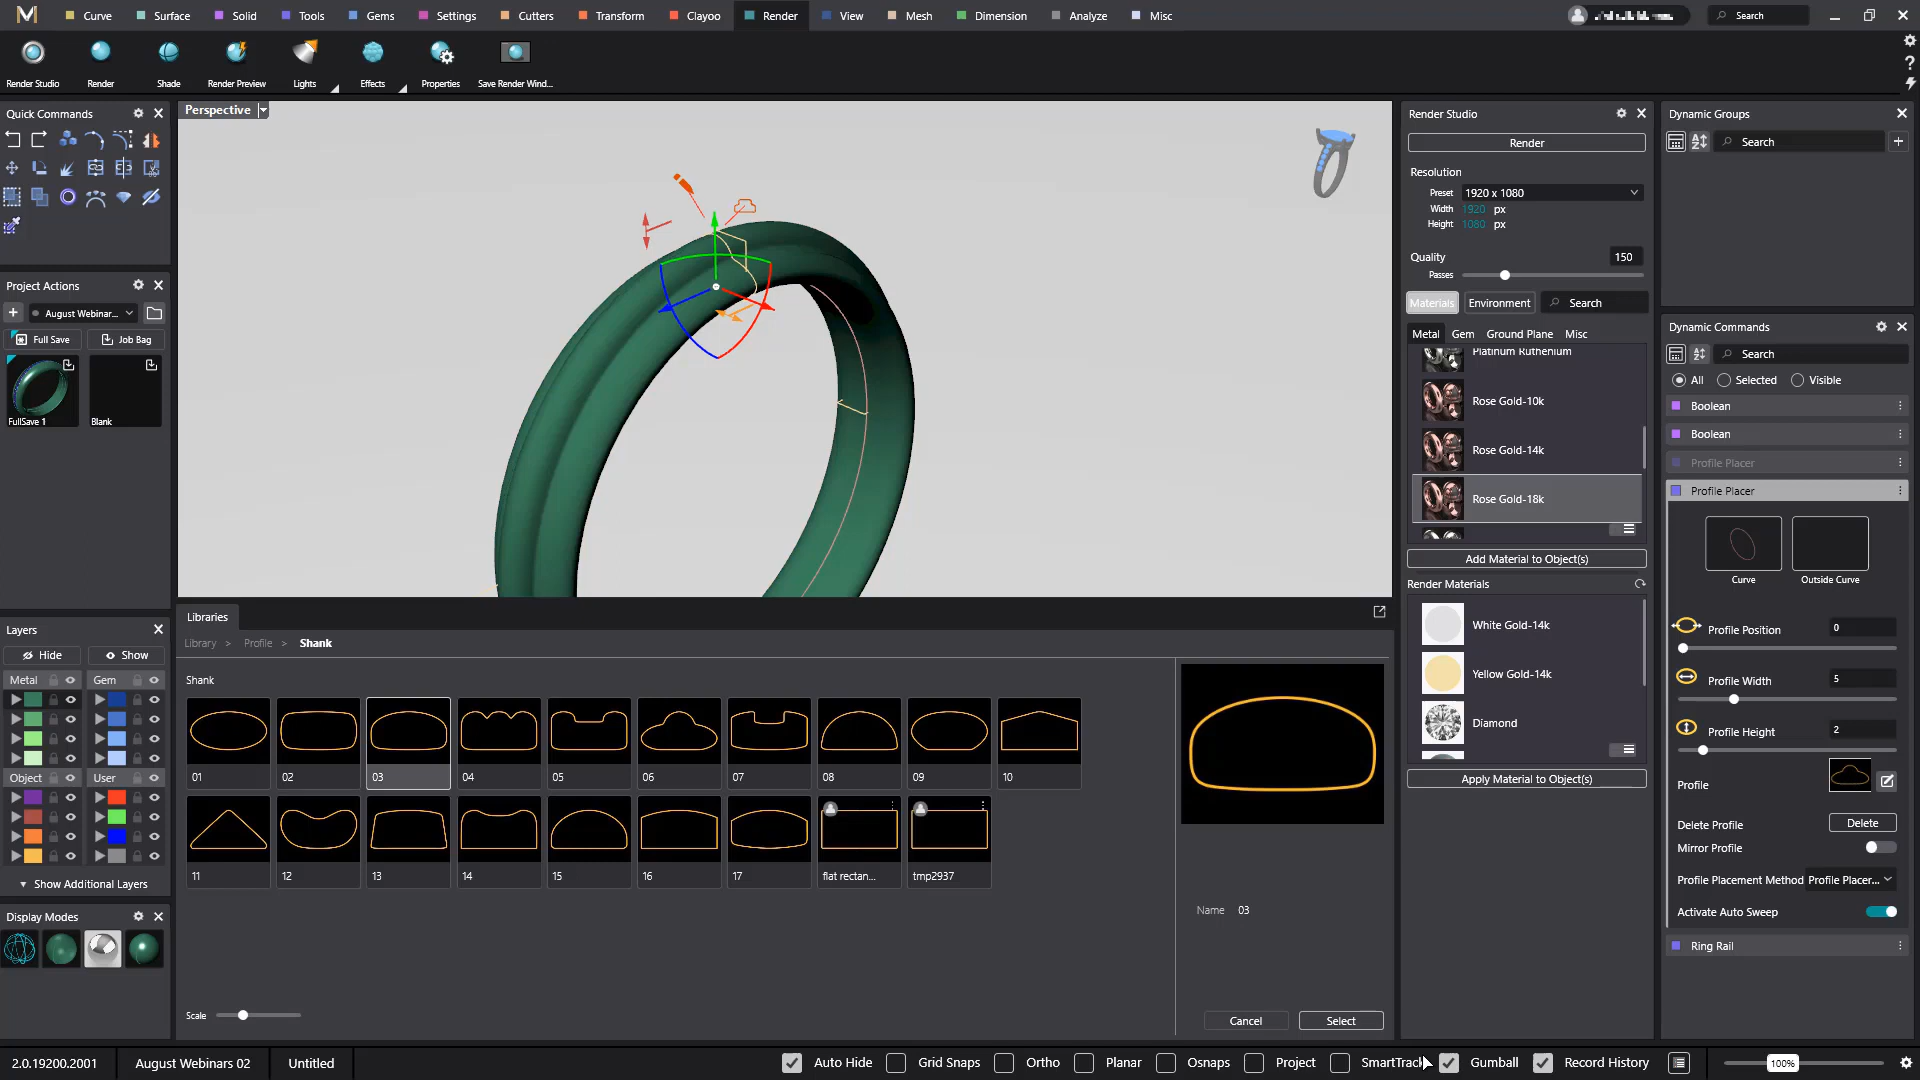 Curve Surface Solid Tools Gems Settings Cutters Transform Clayoo Render View Mesh Dimension Analyze Misc Search
Render Studio Render Shade Render Preview Lights Effects Properties Save Render Wind...
Quick Commands
Project Actions
August Webinar...
Full Save Job Bag
FullSave 1 Blank
Layers
Hide Show
Metal Gem
Object User
Show Additional Layers
Display Modes
Perspective
Libraries
Library > Profile > Shank
Shank
01 02 03 04 05 06 07 08 09 10
11 12 13 14 15 16 17 flat rectan... tmp2937
Scale
Name 03
Cancel Select
Render Studio
Render
Resolution
Preset 1920 x 1080
Width 1920 px
Height 1080 px
Quality 150
Passes
Materials Environment Search
Metal Gem Ground Plane Misc
Platinum Ruthenium
Rose Gold-10k
Rose Gold-14k
Rose Gold-18k
Add Material to Object(s)
Render Materials
White Gold-14k
Yellow Gold-14k
Diamond
Apply Material to Object(s)
Dynamic Groups
Search
Dynamic Commands
Search
All Selected Visible
Boolean
Boolean
Profile Placer
Profile Placer
Curve Outside Curve
Profile Position 0
Profile Width 5
Profile Height 2
Profile
Delete Profile Delete
Mirror Profile
Profile Placement Method Profile Placer...
Activate Auto Sweep
Ring Rail
2.0.19200.2001 August Webinars 02 Untitled Auto Hide Grid Snaps Ortho Planar Osnaps Project SmartTrack Gumball Record History 100%